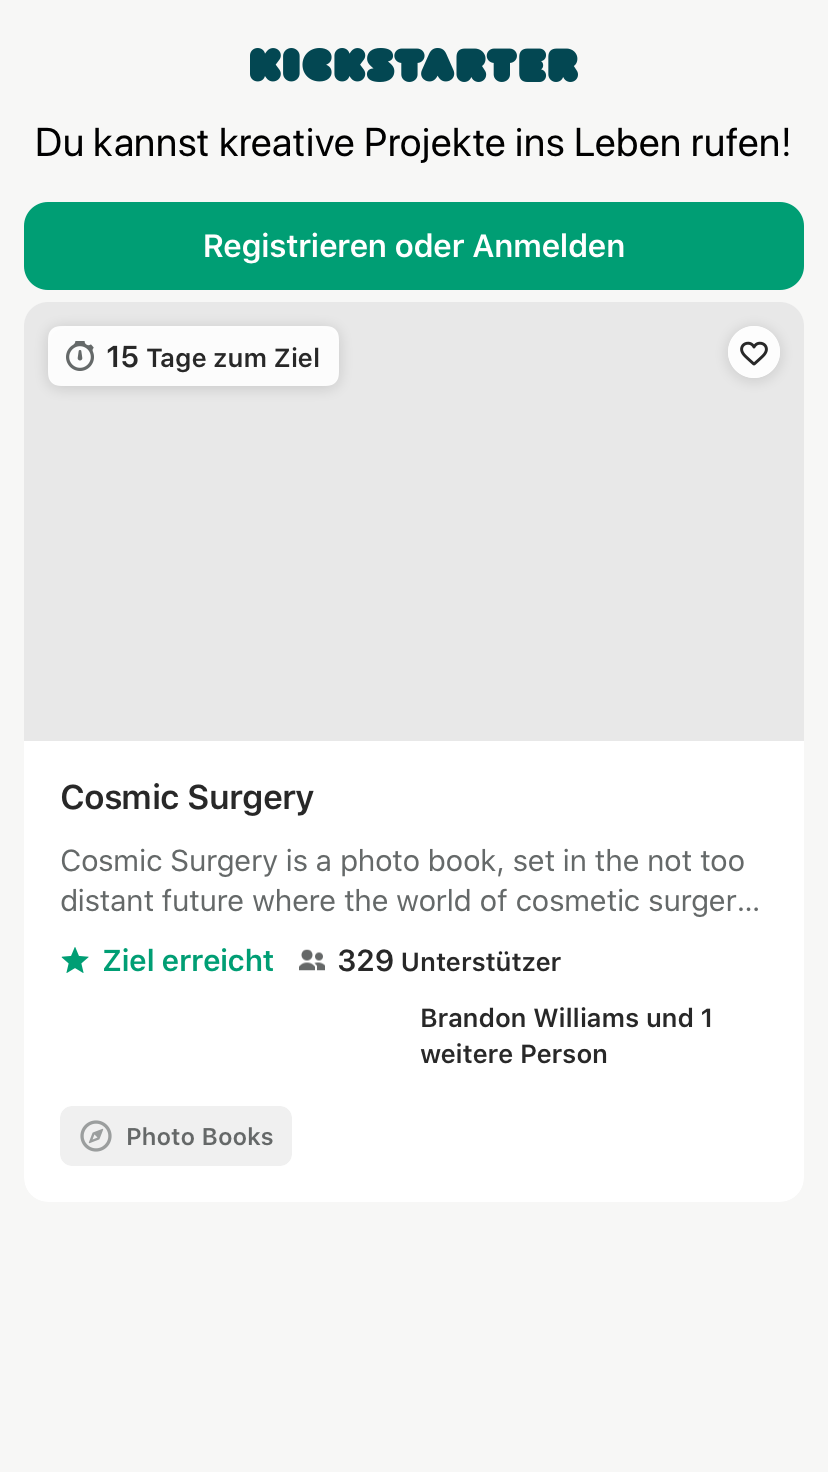 KICKSTARTER
Du kannst kreative Projekte ins Leben rufen!
Registrieren oder Anmelden
15 Tage zum Ziel
Cosmic Surgery
Cosmic Surgery is a photo book, set in the not too
distant future where the world of cosmetic surger…
Ziel erreicht 329 Unterstützer
Brandon Williams und 1
weitere Person
Photo Books